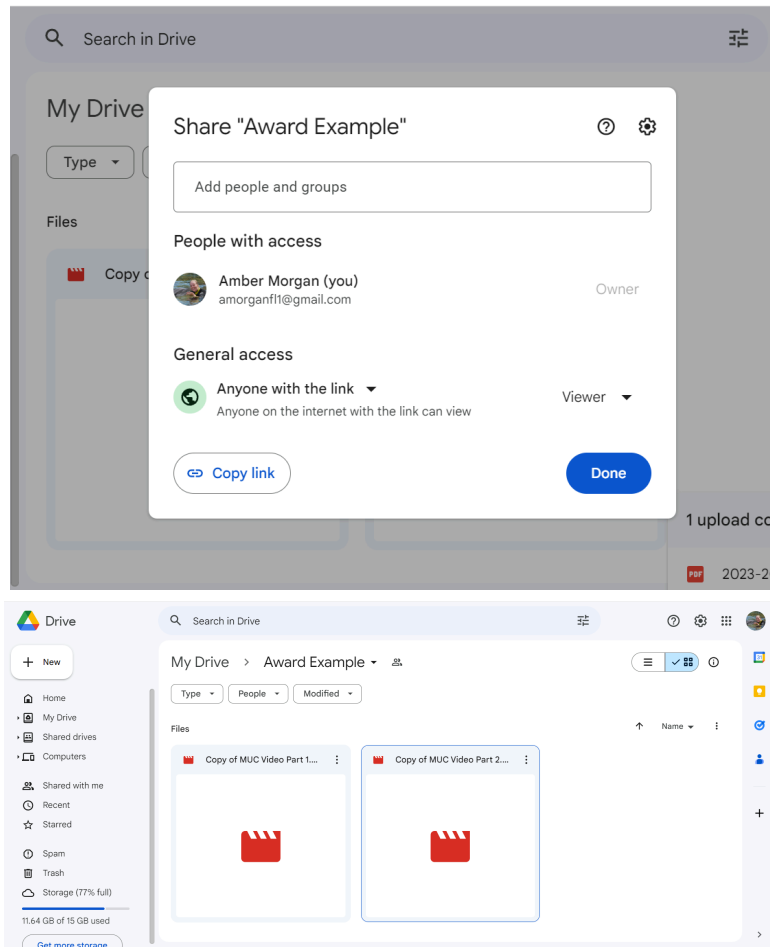 Search in Drive
My Drive
Share "Award Example"
Type
Add people and groups
Files
People with access
Copy
Amber Morgan (you)
amorganfl1@gmail.com
Owner
General access
Anyone with the link
Anyone on the internet with the link can view
Viewer
Copy link
Done
1 upload co
PDF
2023-2
Drive
Search in Drive
New
My Drive > Award Example
Type
People
Modified
Home
My Drive
Shared drives
Computers
Shared with me
Recent
Starred
Spam
Trash
Storage (77% full)
11.64 GB of 15 GB used
Get more storage
Files
Name
Copy of MUC Video Part 1....
Copy of MUC Video Part 2....
31